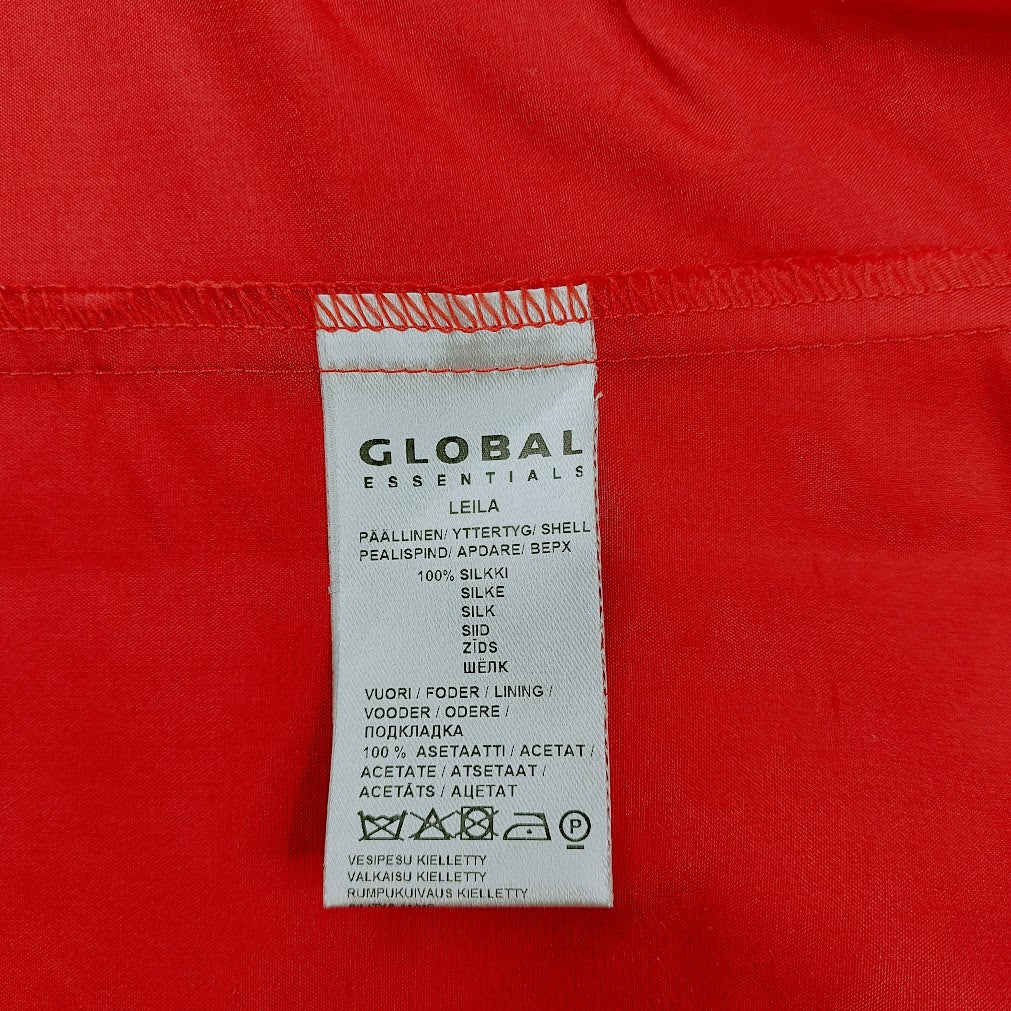 GLOBAL
ESSENTIALS
LEILA
PÄÄLLINEN/ YTTERTYG/ SHELL
PEALISPIND/ APDARE/ ВЕРХ
100% SILKKI
SILKE
SILK
SIID
ZĪDS
ШЁЛК
VUORI / FODER / LINING /
VOODER / ODERE /
ПОДКЛАДКА
100 % ASETAATTI / ACETAT /
ACETATE / ATSETAAT /
ACETĀTS / АЦЕТАТ
P
VESIPESU KIELLETTY
VALKAISU KIELLETTY
RUMPUKUIVAUS KIELLETTY